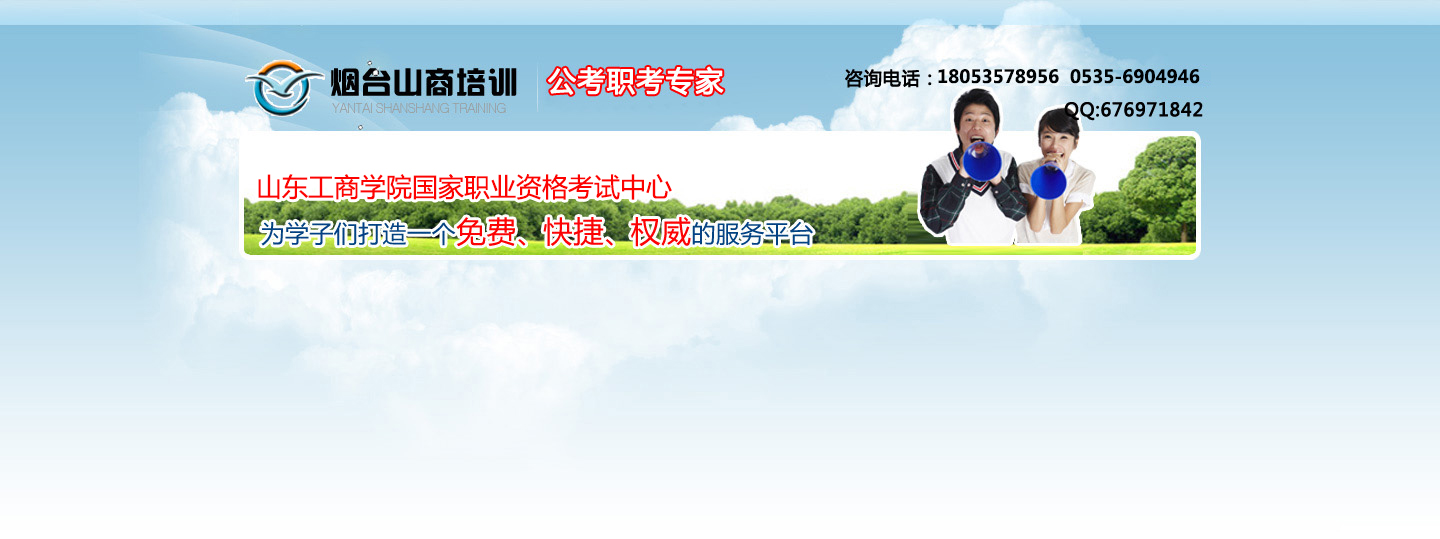 烟台山商培训
YANTAI SHANSHANG TRAINING
公考职考专家
咨询电话：18053578956 0535-6904946
QQ:676971842
山东工商学院国家职业资格考试中心
为学子们打造一个免费、快捷、权威的服务平台